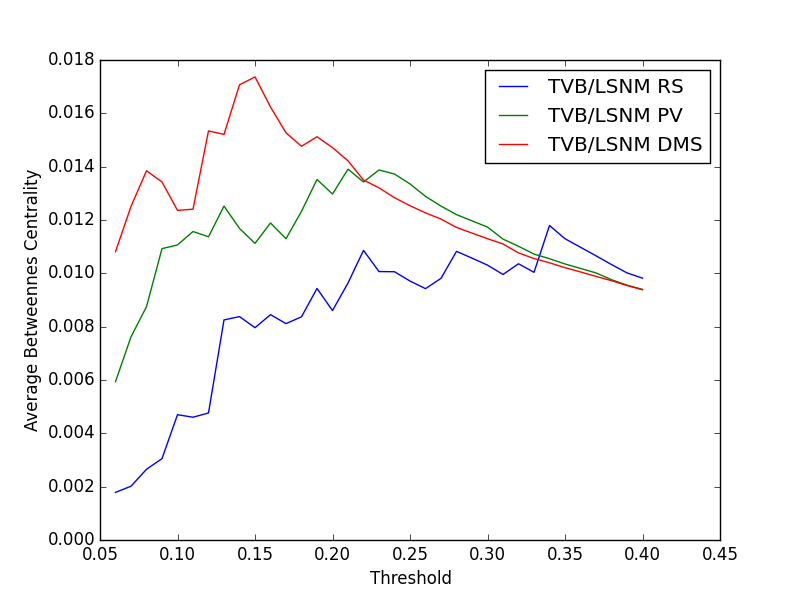 0.018
0.016
0.014
0.012
0.010
0.008
0.006
0.004
0.002
0.000
Average Betweennes Centrality
TVB/LSNM RS
TVB/LSNM PV
TVB/LSNM DMS
0.05 0.10 0.15 0.20 0.25 0.30 0.35 0.40 0.45
Threshold